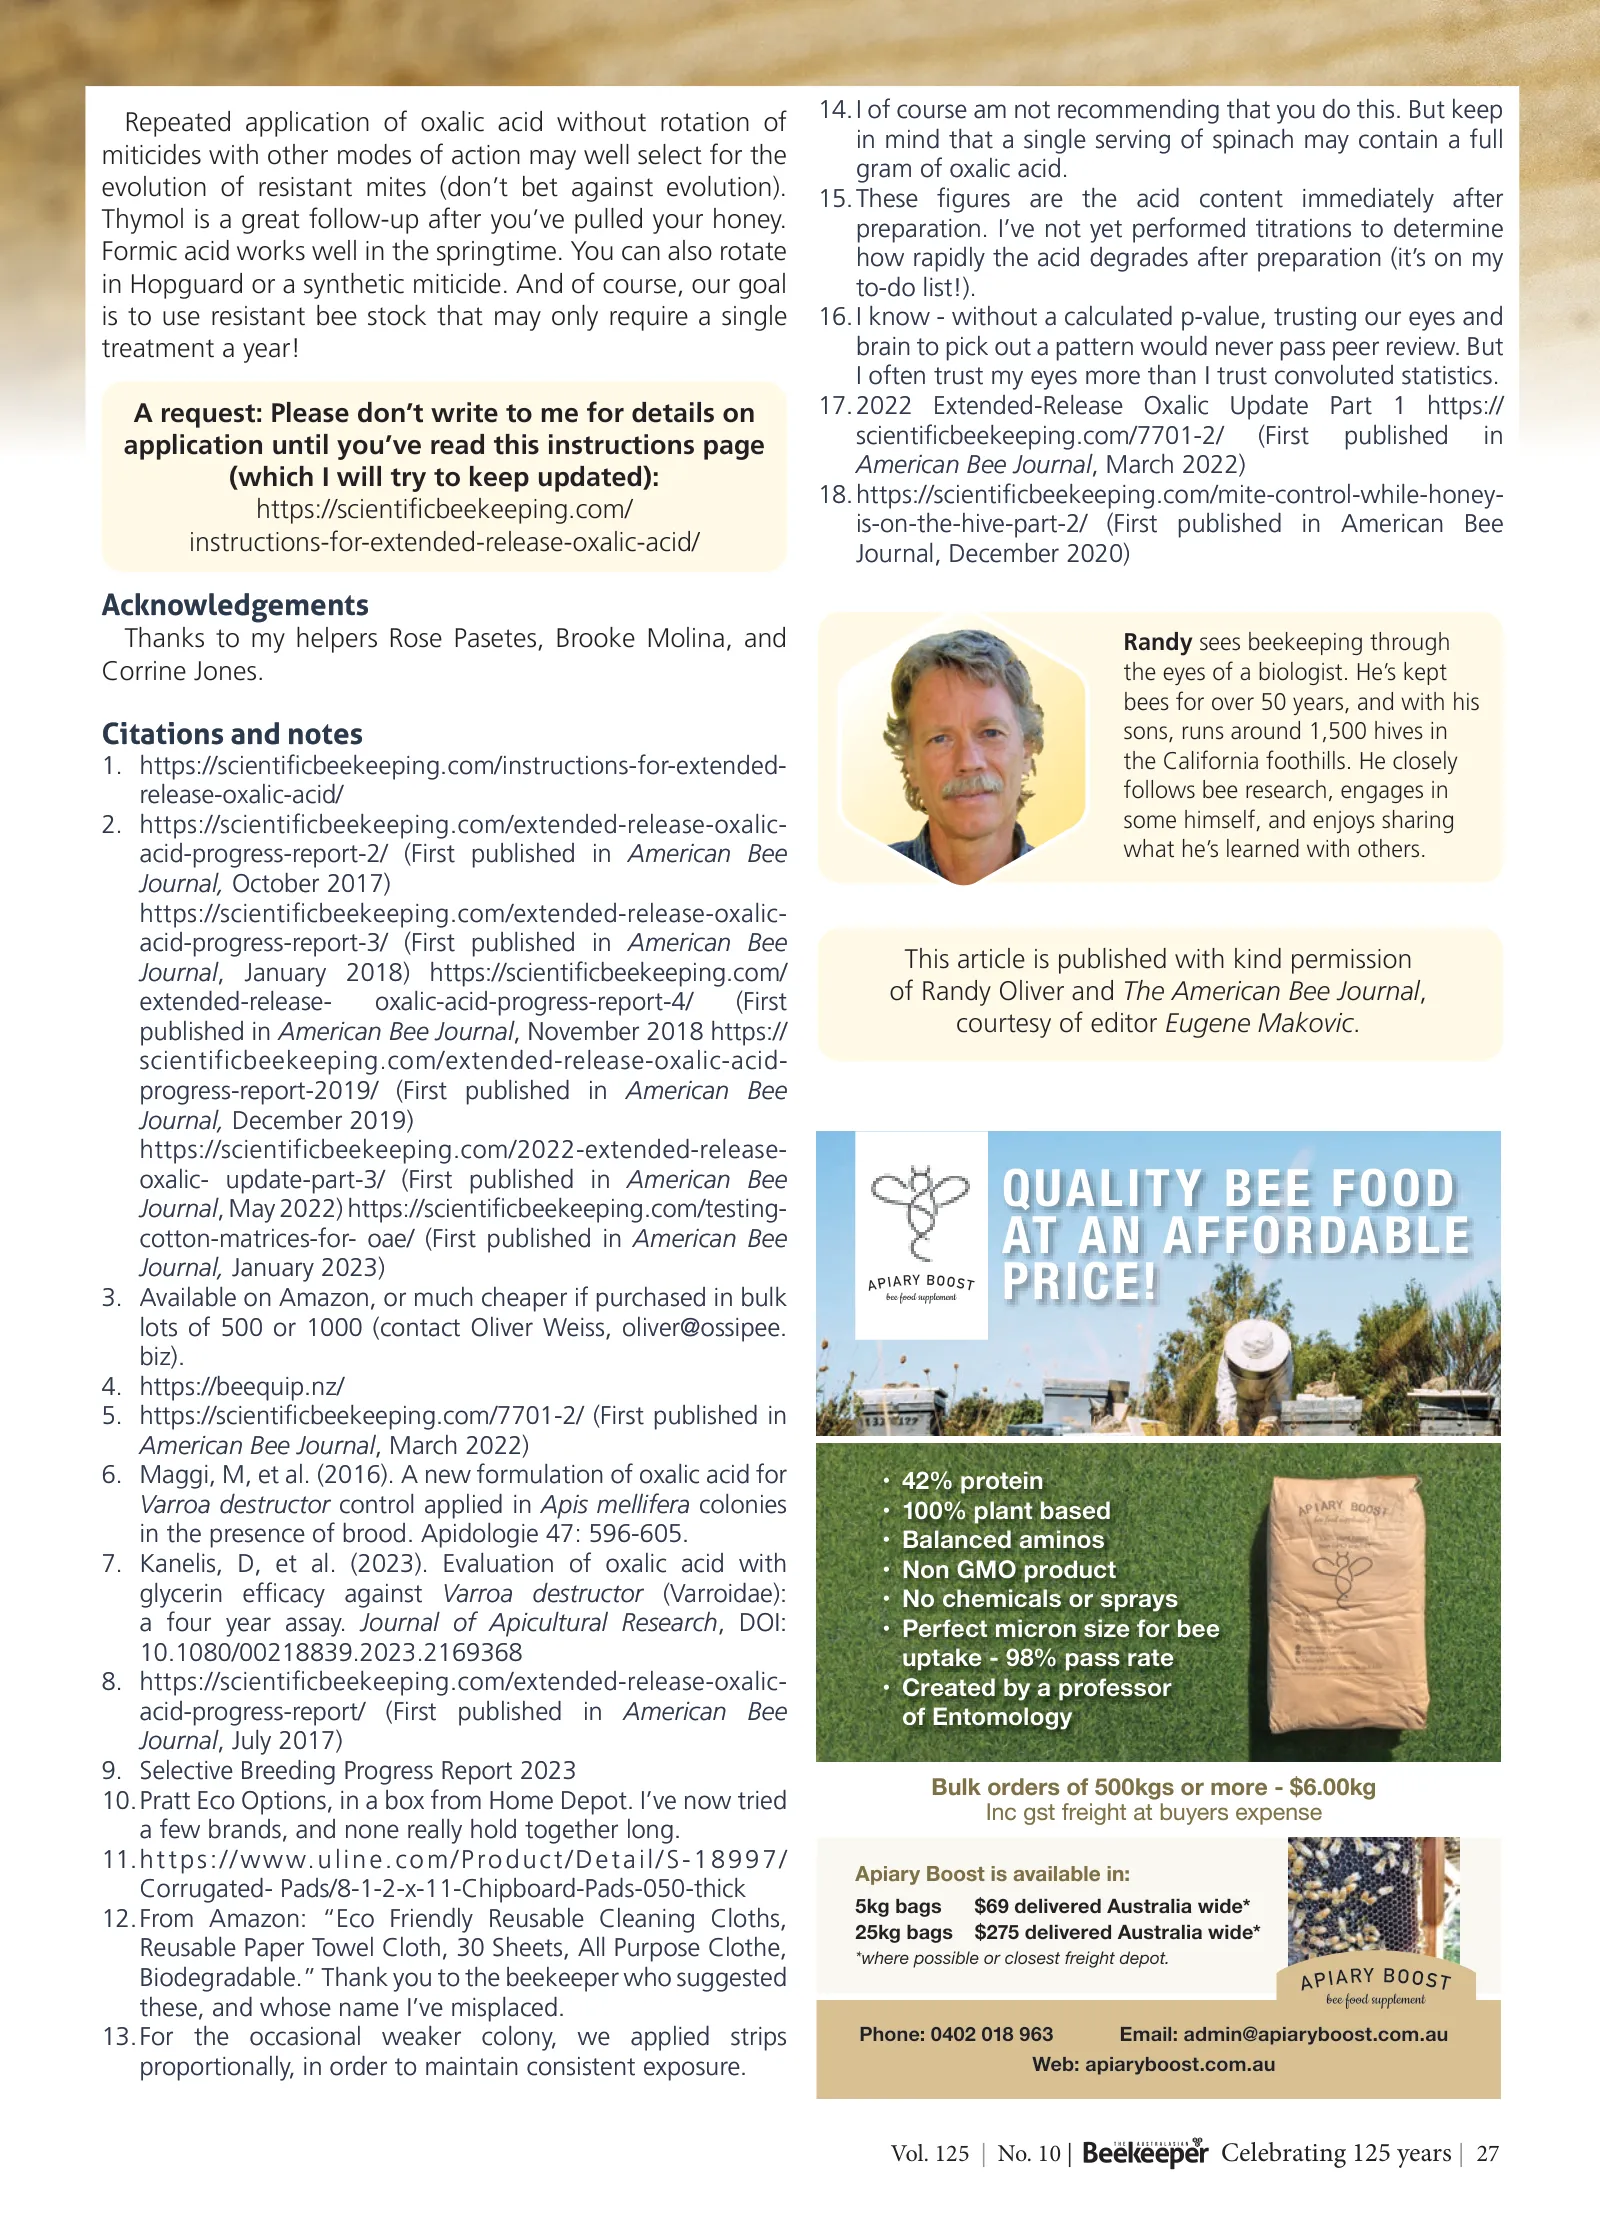 Repeated application of oxalic acid without rotation of
miticides with other modes of action may well select for the
evolution of resistant mites (don’t bet against evolution).
Thymol is a great follow-up after you’ve pulled your honey.
Formic acid works well in the springtime. You can also rotate
in Hopguard or a synthetic miticide. And of course, our goal
is to use resistant bee stock that may only require a single
treatment a year!
A request: Please don’t write to me for details on
application until you’ve read this instructions page
(which I will try to keep updated):
https://scientificbeekeeping.com/
instructions-for-extended-release-oxalic-acid/
Acknowledgements
Thanks to my helpers Rose Pasetes, Brooke Molina, and
Corrine Jones.
Citations and notes
1. https://scientificbeekeeping.com/instructions-for-extended-
release-oxalic-acid/
2. https://scientificbeekeeping.com/extended-release-oxalic-
acid-progress-report-2/ (First published in American Bee
Journal, October 2017)
https://scientificbeekeeping.com/extended-release-oxalic-
acid-progress-report-3/ (First published in American Bee
Journal, January 2018) https://scientificbeekeeping.com/
extended-release- oxalic-acid-progress-report-4/ (First
published in American Bee Journal, November 2018 https://
scientificbeekeeping.com/extended-release-oxalic-acid-
progress-report-2019/ (First published in American Bee
Journal, December 2019)
https://scientificbeekeeping.com/2022-extended-release-
oxalic- update-part-3/ (First published in American Bee
Journal, May 2022) https://scientificbeekeeping.com/testing-
cotton-matrices-for- oae/ (First published in American Bee
Journal, January 2023)
3. Available on Amazon, or much cheaper if purchased in bulk
lots of 500 or 1000 (contact Oliver Weiss, oliver@ossipee.
biz).
4. https://beequip.nz/
5. https://scientificbeekeeping.com/7701-2/ (First published in
American Bee Journal, March 2022)
6. Maggi, M, et al. (2016). A new formulation of oxalic acid for
Varroa destructor control applied in Apis mellifera colonies
in the presence of brood. Apidologie 47: 596-605.
7. Kanelis, D, et al. (2023). Evaluation of oxalic acid with
glycerin efficacy against Varroa destructor (Varroidae):
a four year assay. Journal of Apicultural Research, DOI:
10.1080/00218839.2023.2169368
8. https://scientificbeekeeping.com/extended-release-oxalic-
acid-progress-report/ (First published in American Bee
Journal, July 2017)
9. Selective Breeding Progress Report 2023
10. Pratt Eco Options, in a box from Home Depot. I’ve now tried
a few brands, and none really hold together long.
11. https://www.uline.com/Product/Detail/S-18997/
Corrugated- Pads/8-1-2-x-11-Chipboard-Pads-050-thick
12. From Amazon: “Eco Friendly Reusable Cleaning Cloths,
Reusable Paper Towel Cloth, 30 Sheets, All Purpose Clothe,
Biodegradable.” Thank you to the beekeeper who suggested
these, and whose name I’ve misplaced.
13. For the occasional weaker colony, we applied strips
proportionally, in order to maintain consistent exposure.
14. I of course am not recommending that you do this. But keep
in mind that a single serving of spinach may contain a full
gram of oxalic acid.
15. These figures are the acid content immediately after
preparation. I’ve not yet performed titrations to determine
how rapidly the acid degrades after preparation (it’s on my
to-do list!).
16. I know - without a calculated p-value, trusting our eyes and
brain to pick out a pattern would never pass peer review. But
I often trust my eyes more than I trust convoluted statistics.
17. 2022 Extended-Release Oxalic Update Part 1 https://
scientificbeekeeping.com/7701-2/ (First published in
American Bee Journal, March 2022)
18. https://scientificbeekeeping.com/mite-control-while-honey-
is-on-the-hive-part-2/ (First published in American Bee
Journal, December 2020)
Randy sees beekeeping through
the eyes of a biologist. He’s kept
bees for over 50 years, and with his
sons, runs around 1,500 hives in
the California foothills. He closely
follows bee research, engages in
some himself, and enjoys sharing
what he’s learned with others.
This article is published with kind permission
of Randy Oliver and The American Bee Journal,
courtesy of editor Eugene Makovic.
APIARY BOOST
bee food supplement
QUALITY BEE FOOD
AT AN AFFORDABLE
PRICE!
• 42% protein
• 100% plant based
• Balanced aminos
• Non GMO product
• No chemicals or sprays
• Perfect micron size for bee
uptake - 98% pass rate
• Created by a professor
of Entomology
APIARY BOOST
bee food supplement
Bulk orders of 500kgs or more - $6.00kg
Inc gst freight at buyers expense
Apiary Boost is available in:
5kg bags $69 delivered Australia wide*
25kg bags $275 delivered Australia wide*
*where possible or closest freight depot.
APIARY BOOST
bee food supplement
Phone: 0402 018 963 Email: admin@apiaryboost.com.au
Web: apiaryboost.com.au
Vol. 125 | No. 10 | THE AUSTRALASIAN Beekeeper Celebrating 125 years | 27